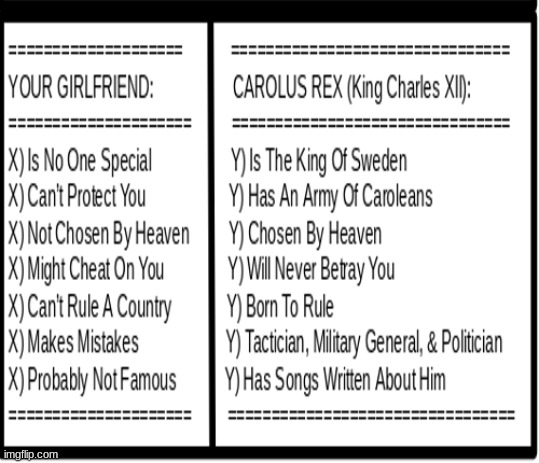 =====================
YOUR GIRLFRIEND:
======================
X) Is No One Special
X) Can't Protect You
X) Not Chosen By Heaven
X) Might Cheat On You
X) Can't Rule A Country
X) Makes Mistakes
X) Probably Not Famous
======================
================================
CAROLUS REX (King Charles XII):
================================
Y) Is The King Of Sweden
Y) Has An Army Of Caroleans
Y) Chosen By Heaven
Y) Will Never Betray You
Y) Born To Rule
Y) Tactician, Military General, & Politician
Y) Has Songs Written About Him
=================================
imgflip.com